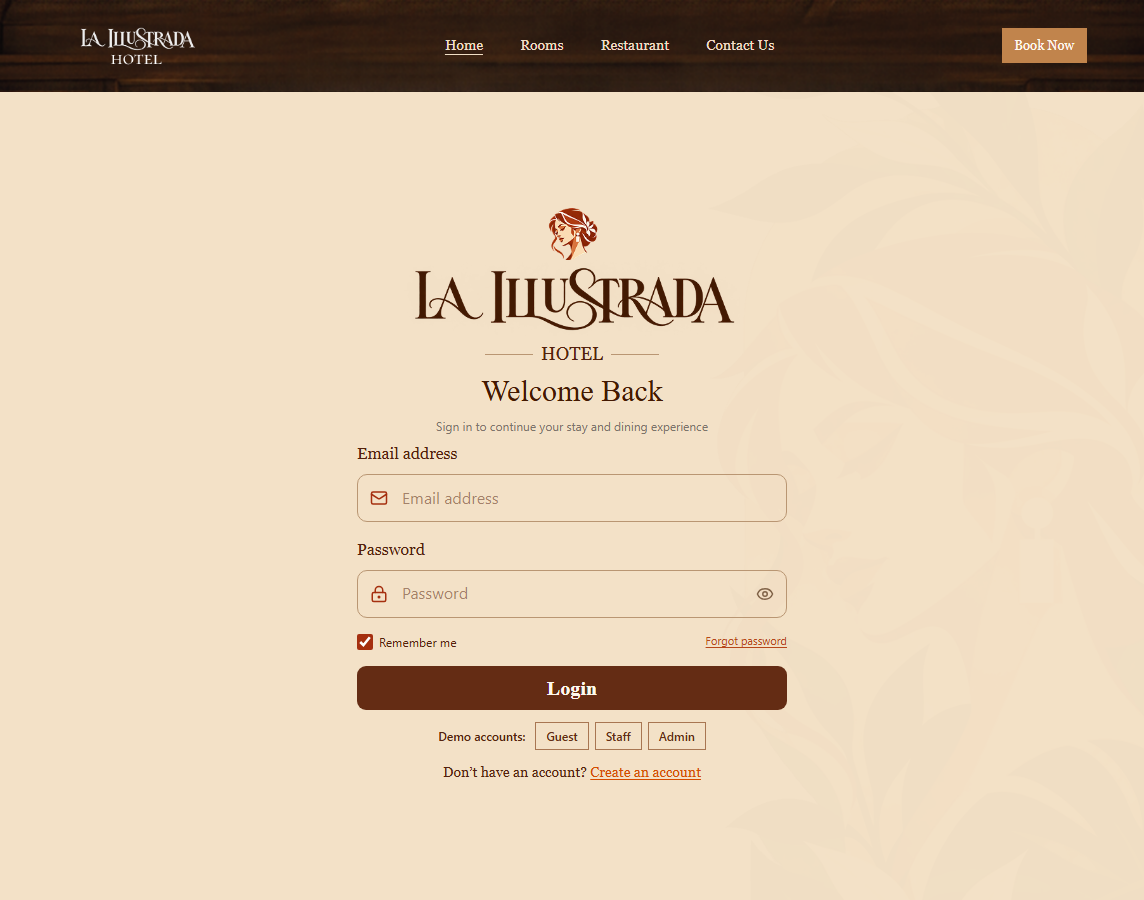 LA ILLUSTRADA
HOTEL
Home Rooms Restaurant Contact Us
Book Now
LA ILLUSTRADA
HOTEL
Welcome Back
Sign in to continue your stay and dining experience
Email address
Email address
Password
Password
Remember me Forgot password
Login
Demo accounts: Guest Staff Admin
Don’t have an account? Create an account